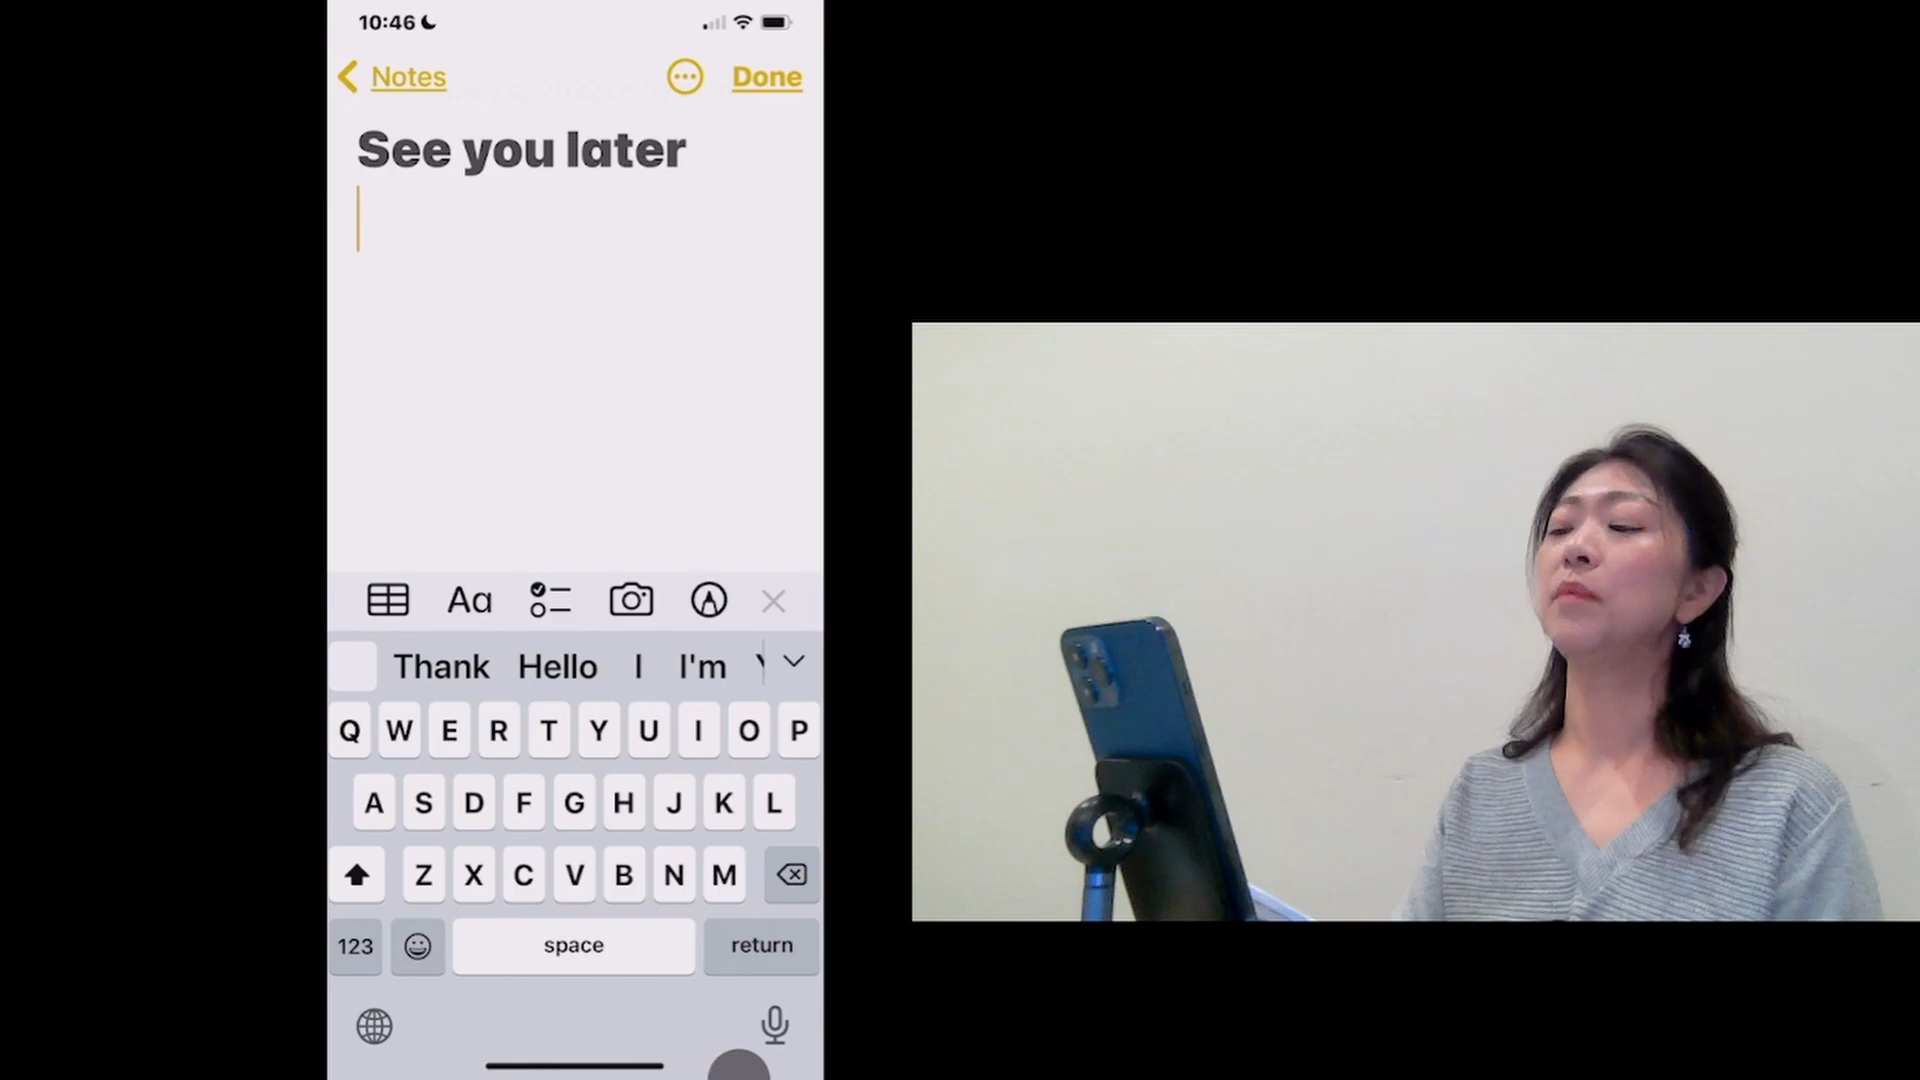 10:46
Notes
Done
See you later
Aa
Thank Hello I I'm
Q W E R T Y U I O P
A S D F G H J K L
Z X C V B N M
123 space return